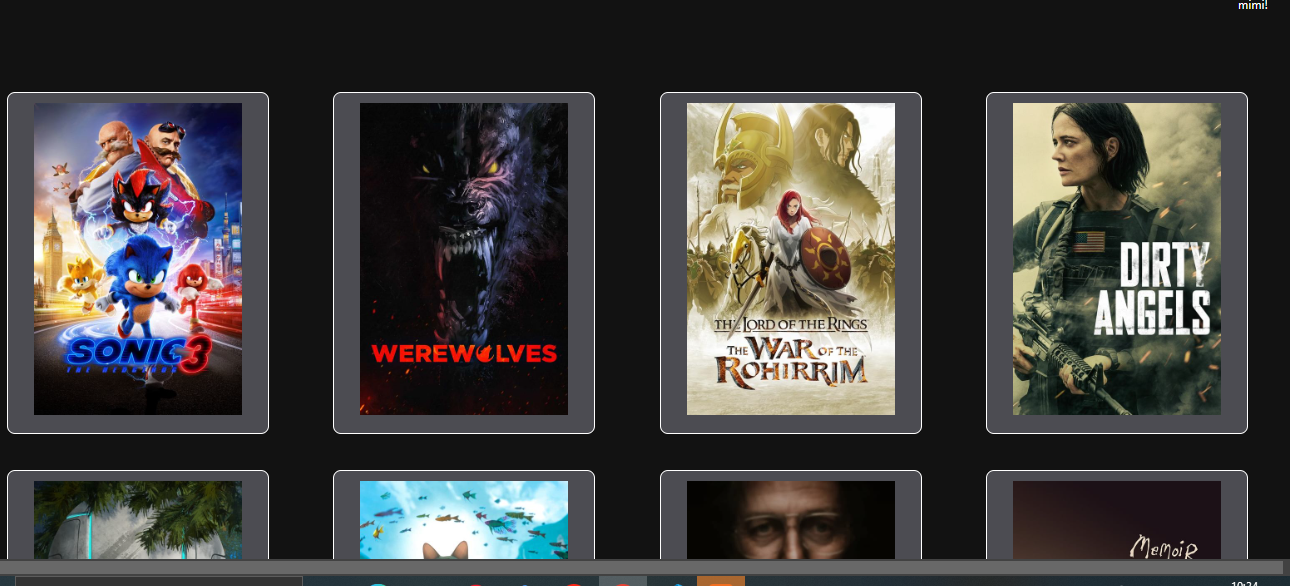 mimi!
SONIC 3
THE HEDGEHOG
WEREWOLVES
THE LORD OF THE RINGS
THE WAR OF THE
ROHIRRIM
DIRTY
ANGELS
MEMOIR